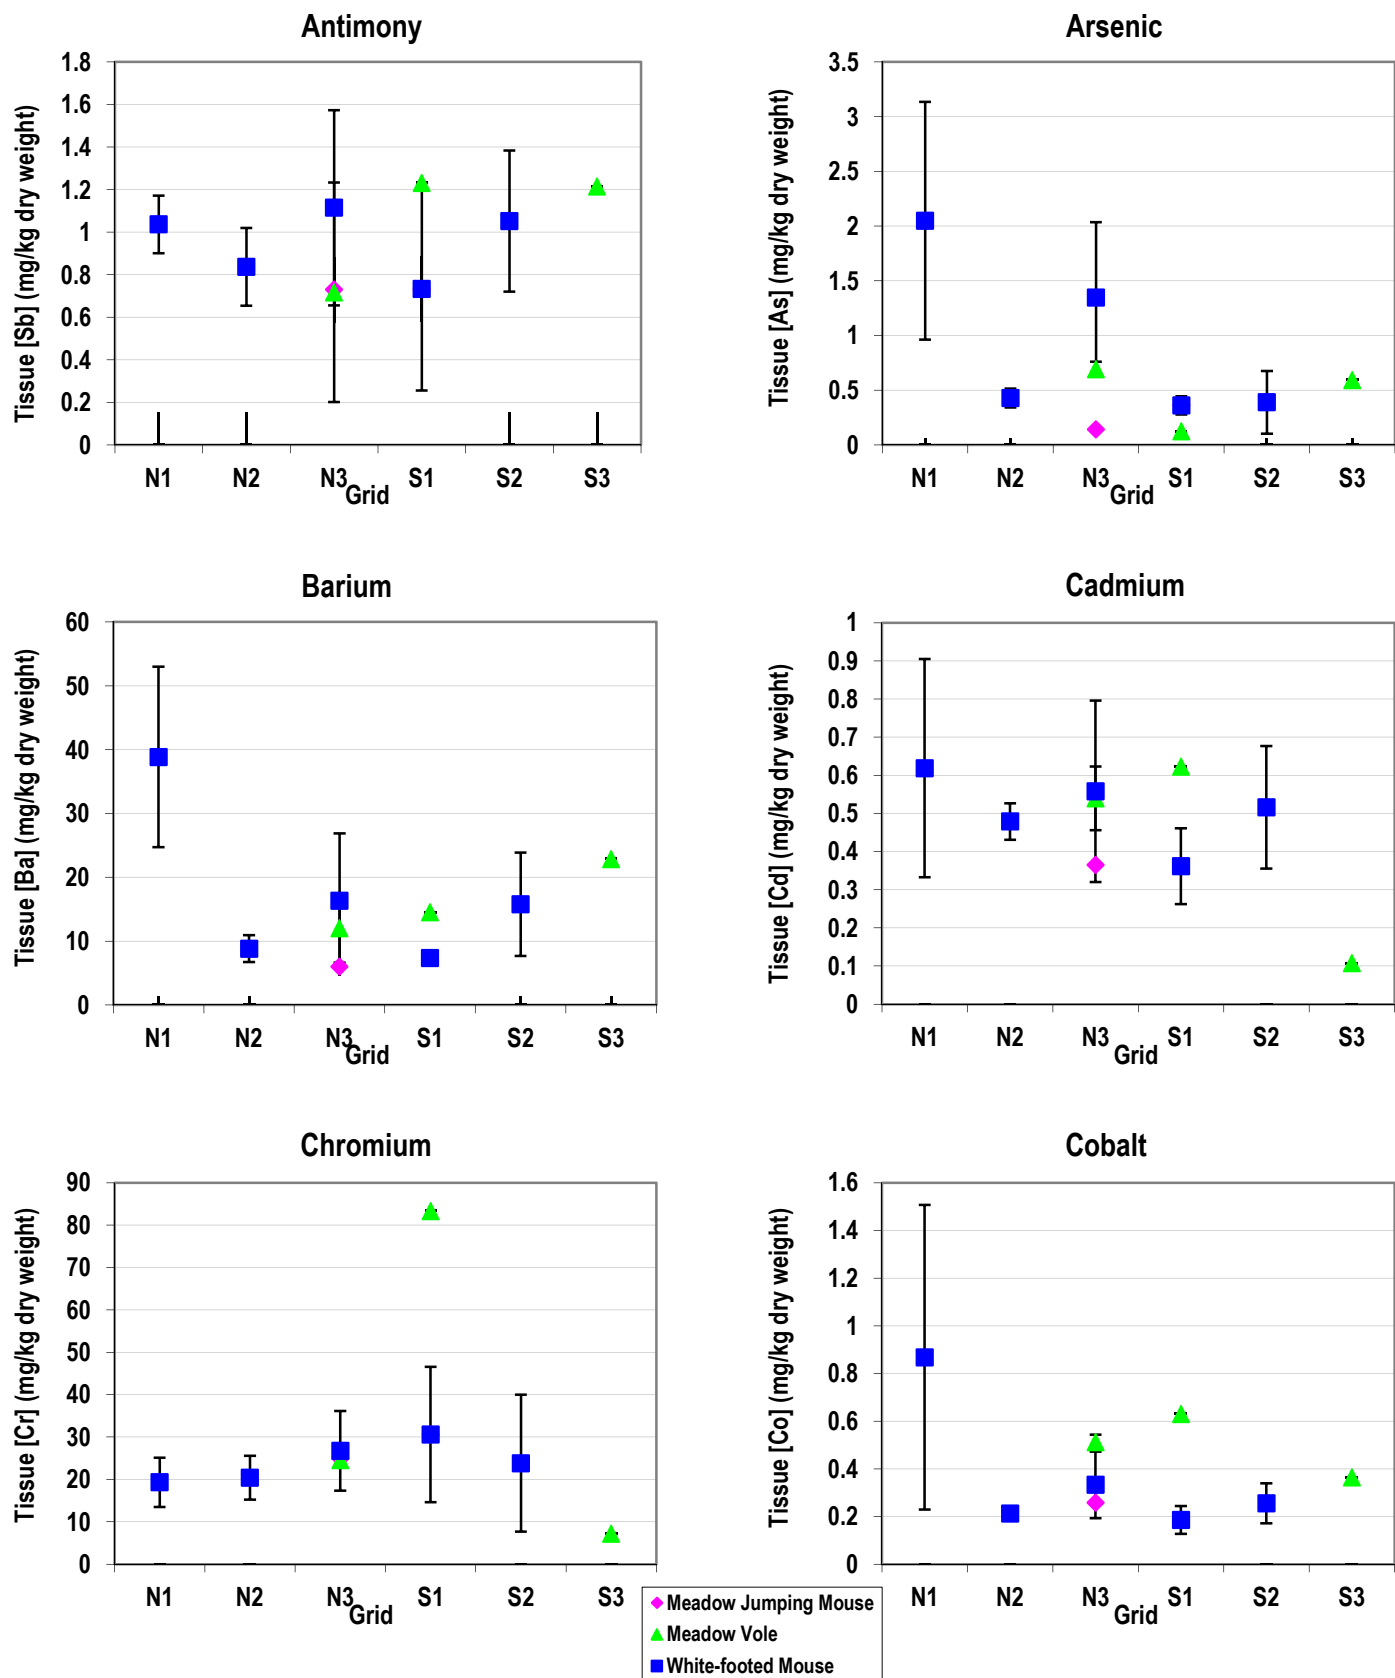 Antimony
Tissue [Sb] (mg/kg dry weight)
1.8
1.6
1.4
1.2
1
0.8
0.6
0.4
0.2
0
N1 N2 N3 S1 S2 S3
Grid
Arsenic
Tissue [As] (mg/kg dry weight)
3.5
3
2.5
2
1.5
1
0.5
0
N1 N2 N3 S1 S2 S3
Grid
Barium
Tissue [Ba] (mg/kg dry weight)
60
50
40
30
20
10
0
N1 N2 N3 S1 S2 S3
Grid
Cadmium
Tissue [Cd] (mg/kg dry weight)
1
0.9
0.8
0.7
0.6
0.5
0.4
0.3
0.2
0.1
0
N1 N2 N3 S1 S2 S3
Grid
Chromium
Tissue [Cr] (mg/kg dry weight)
90
80
70
60
50
40
30
20
10
0
N1 N2 N3 S1 S2 S3
Grid
Cobalt
Tissue [Co] (mg/kg dry weight)
1.6
1.4
1.2
1
0.8
0.6
0.4
0.2
0
N1 N2 N3 S1 S2 S3
Grid
Meadow Jumping Mouse
Meadow Vole
White-footed Mouse